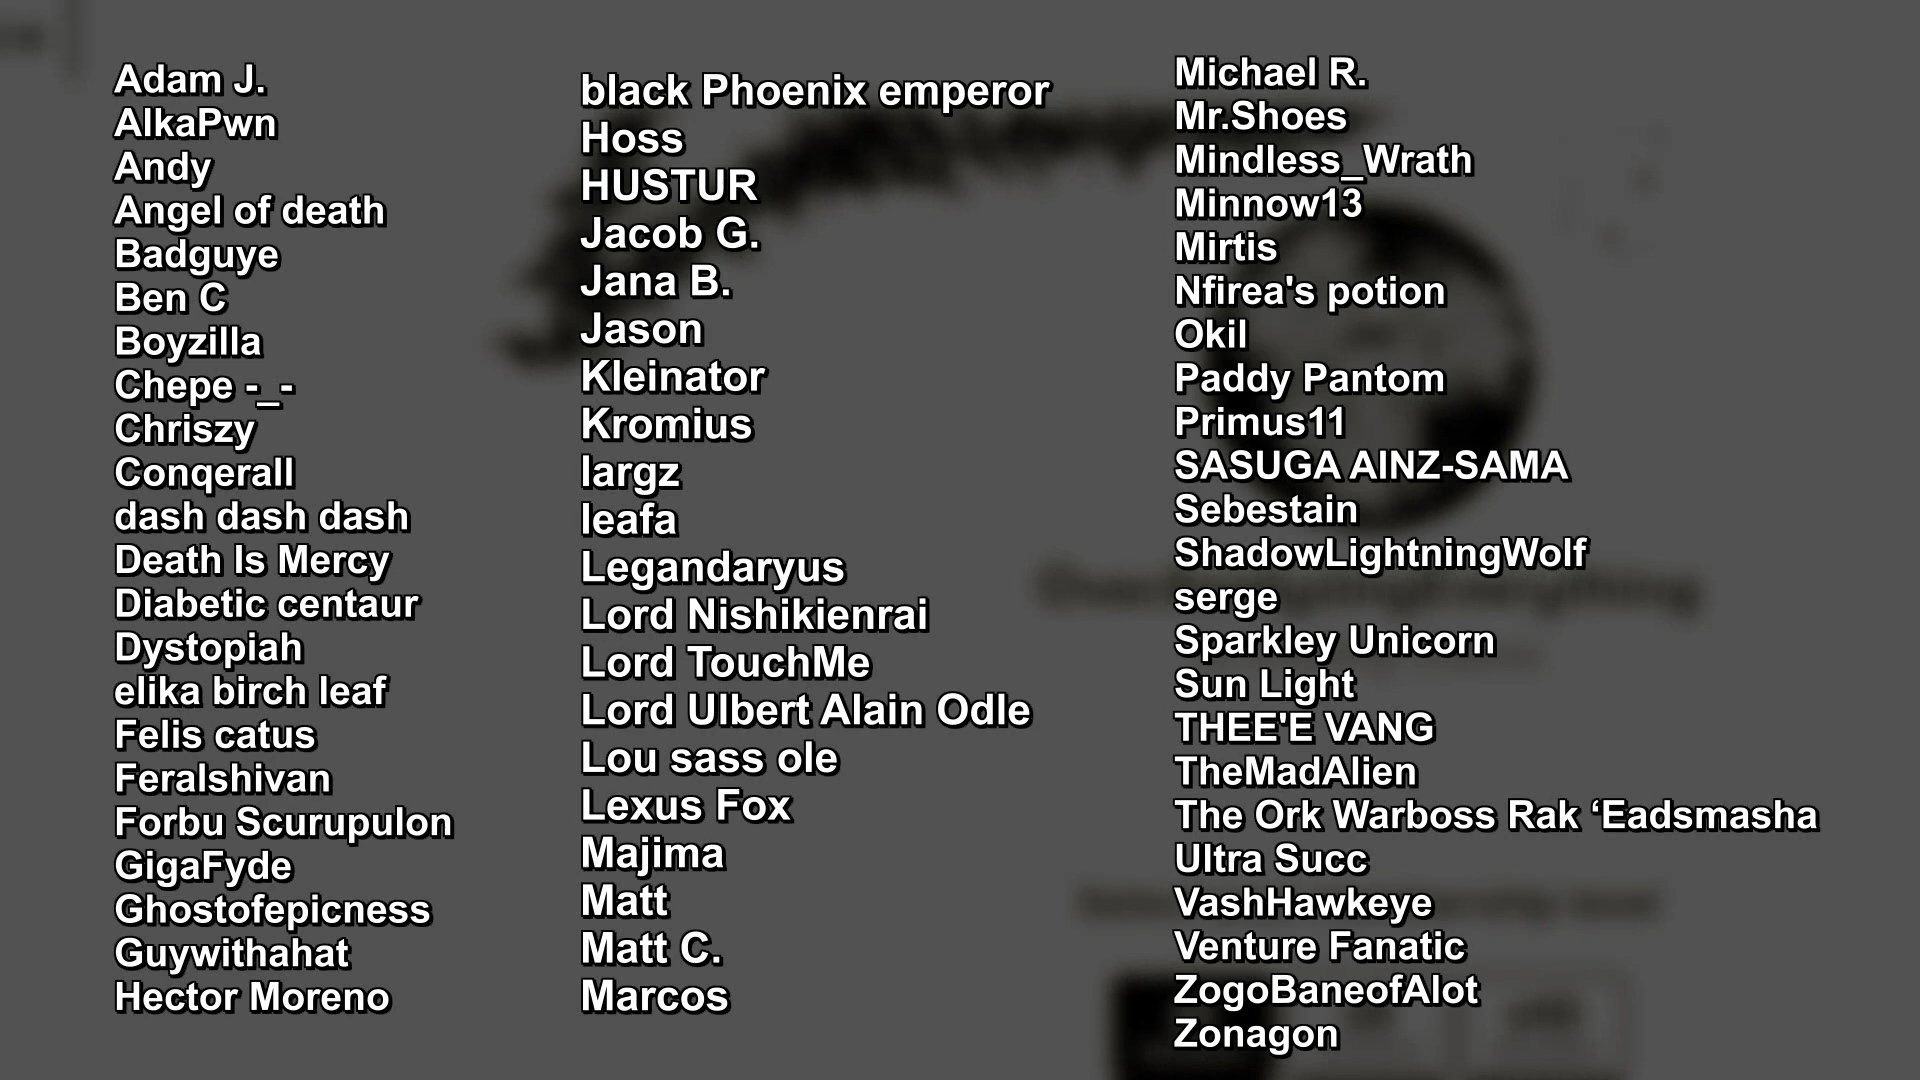 Adam J.
AlkaPwn
Andy
Angel of death
Badguye
Ben C
Boyzilla
Chepe -_-
Chriszy
Conqerall
dash dash dash
Death Is Mercy
Diabetic centaur
Dystopiah
elika birch leaf
Felis catus
Feralshivan
Forbu Scurupulon
GigaFyde
Ghostofepicness
Guywithahat
Hector Moreno
black Phoenix emperor
Hoss
HUSTUR
Jacob G.
Jana B.
Jason
Kleinator
Kromius
largz
leafa
Legandaryus
Lord Nishikienrai
Lord TouchMe
Lord Ulbert Alain Odle
Lou sass ole
Lexus Fox
Majima
Matt
Matt C.
Marcos
Michael R.
Mr.Shoes
Mindless_Wrath
Minnow13
Mirtis
Nfirea's potion
Okil
Paddy Pantom
Primus11
SASUGA AINZ-SAMA
Sebestain
ShadowLightningWolf
serge
Sparkley Unicorn
Sun Light
THEE'E VANG
TheMadAlien
The Ork Warboss Rak ‘Eadsmasha
Ultra Succ
VashHawkeye
Venture Fanatic
ZogoBaneofAlot
Zonagon